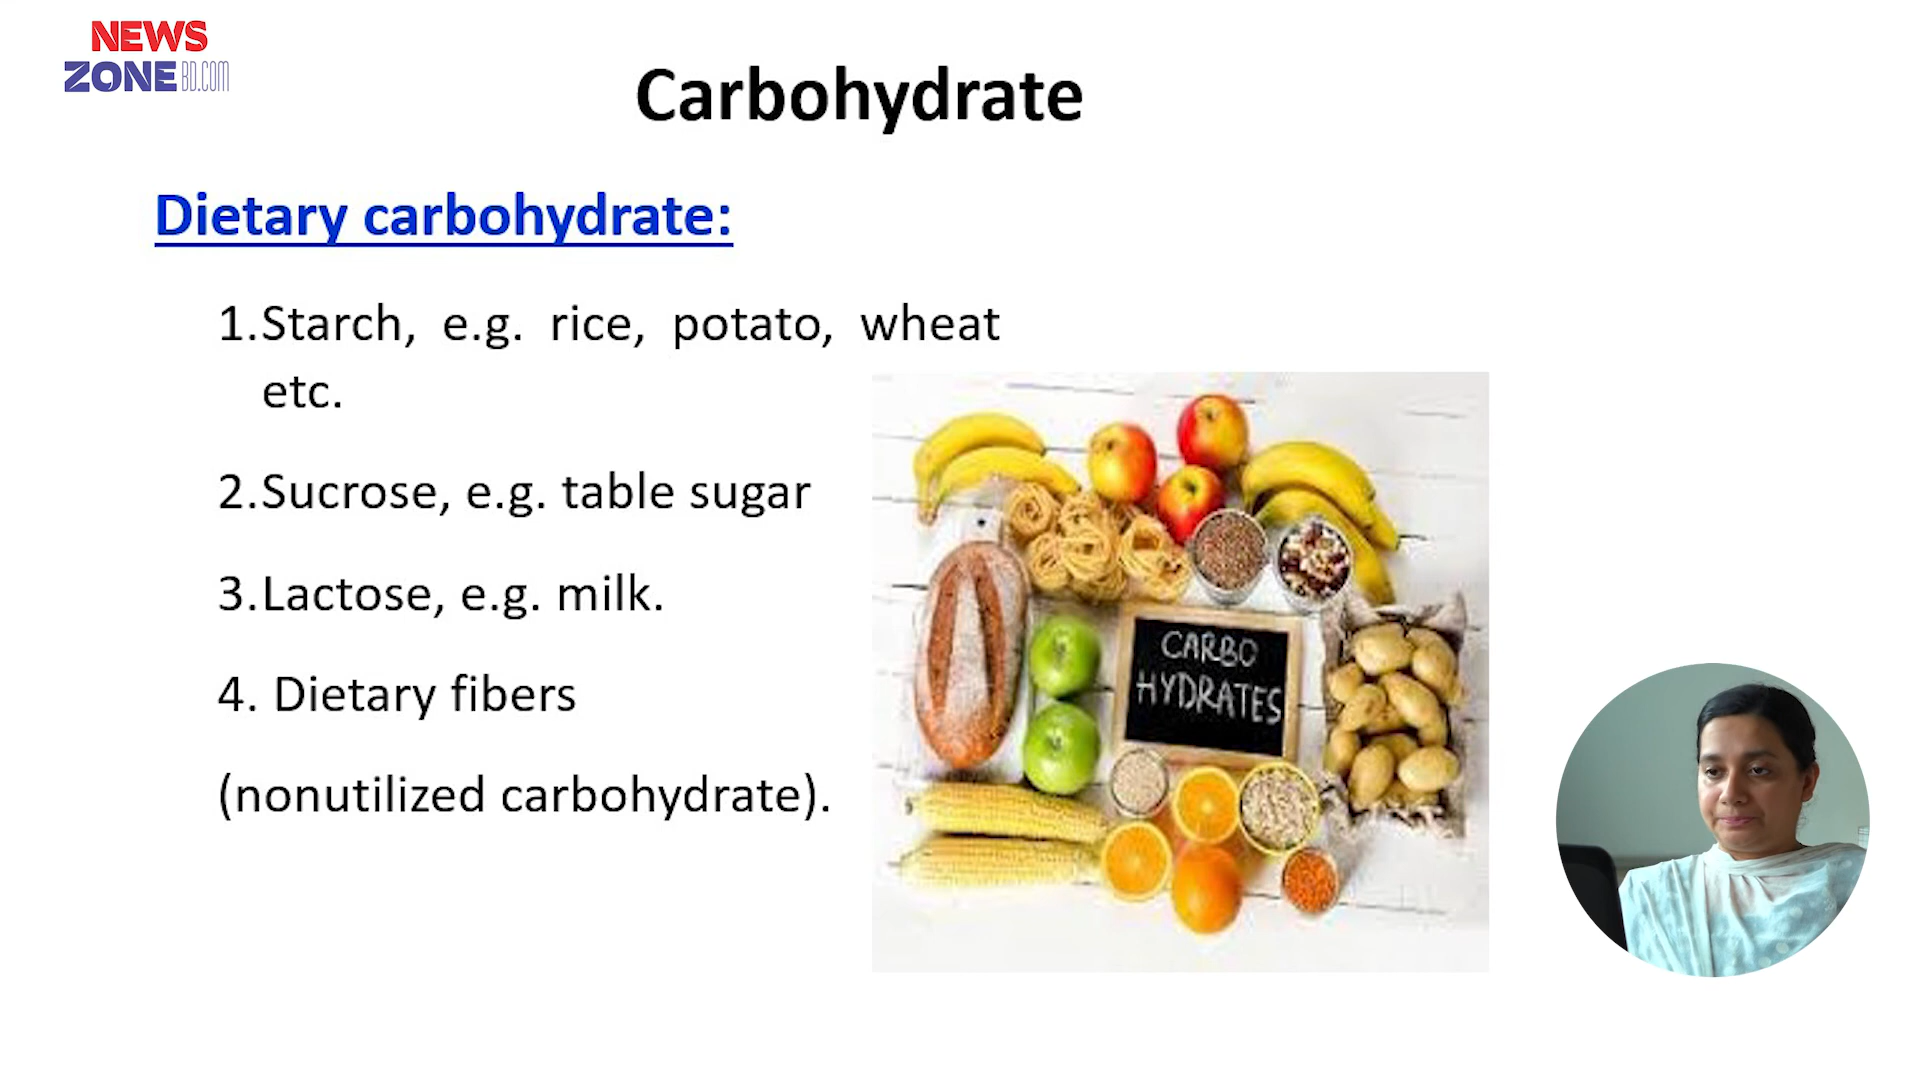 NEWS
ZONE BD.COM
Carbohydrate
Dietary carbohydrate:
1.Starch, e.g. rice, potato, wheat
etc.
2.Sucrose, e.g. table sugar
3.Lactose, e.g. milk.
4. Dietary fibers
(nonutilized carbohydrate).
CARBO
HYDRATES